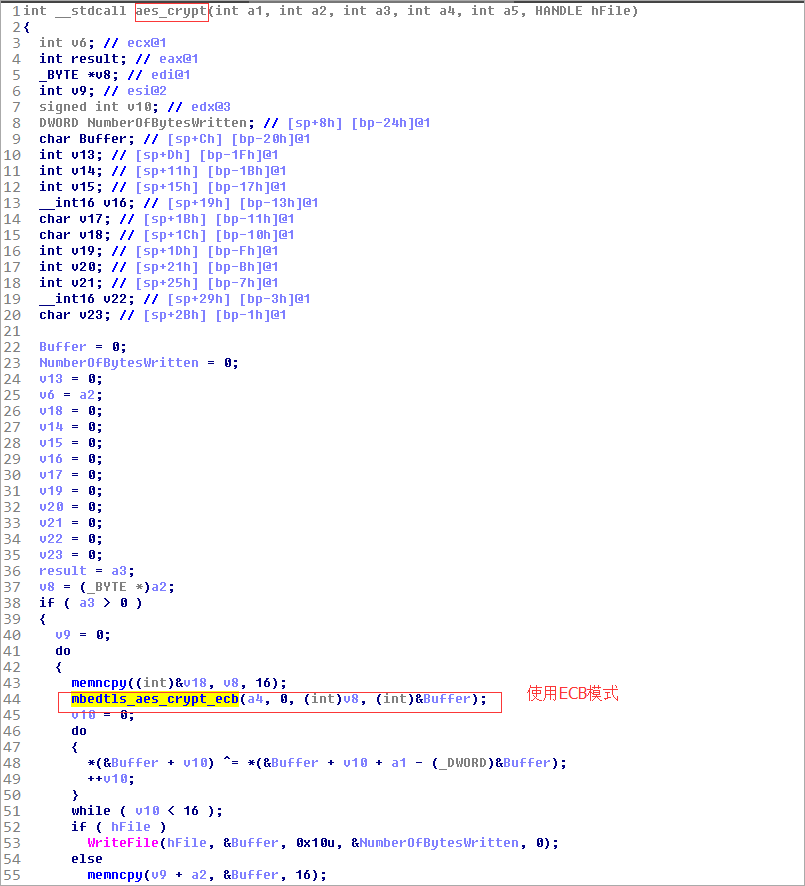 1 int __stdcall aes_crypt(int a1, int a2, int a3, int a4, int a5, HANDLE hFile)
2 {
3   int v6; // ecx@1
4   int result; // eax@1
5   _BYTE *v8; // edi@1
6   int v9; // esi@2
7   signed int v10; // edx@3
8   DWORD NumberOfBytesWritten; // [sp+8h] [bp-24h]@1
9   char Buffer; // [sp+Ch] [bp-20h]@1
10   int v13; // [sp+Dh] [bp-1Fh]@1
11   int v14; // [sp+11h] [bp-1Bh]@1
12   int v15; // [sp+15h] [bp-17h]@1
13   __int16 v16; // [sp+19h] [bp-13h]@1
14   char v17; // [sp+1Bh] [bp-11h]@1
15   char v18; // [sp+1Ch] [bp-10h]@1
16   int v19; // [sp+1Dh] [bp-Fh]@1
17   int v20; // [sp+21h] [bp-Bh]@1
18   int v21; // [sp+25h] [bp-7h]@1
19   __int16 v22; // [sp+29h] [bp-3h]@1
20   char v23; // [sp+2Bh] [bp-1h]@1
21
22   Buffer = 0;
23   NumberOfBytesWritten = 0;
24   v13 = 0;
25   v6 = a2;
26   v18 = 0;
27   v14 = 0;
28   v15 = 0;
29   v16 = 0;
30   v17 = 0;
31   v19 = 0;
32   v20 = 0;
33   v21 = 0;
34   v22 = 0;
35   v23 = 0;
36   result = a3;
37   v8 = (_BYTE *)a2;
38   if ( a3 > 0 )
39   {
40     v9 = 0;
41     do
42     {
43       memncpy((int)&v18, v8, 16);
44       mbedtls_aes_crypt_ecb(a4, 0, (int)v8, (int)&Buffer); 使用ECB模式
45       v10 = 0;
46       do
47       {
48         *(&Buffer + v10) ^= *(&Buffer + v10 + a1 - (_DWORD)&Buffer);
49         ++v10;
50       }
51       while ( v10 < 16 );
52       if ( hFile )
53         WriteFile(hFile, &Buffer, 0x10u, &NumberOfBytesWritten, 0);
54       else
55         memncpy(v9 + a2, &Buffer, 16);